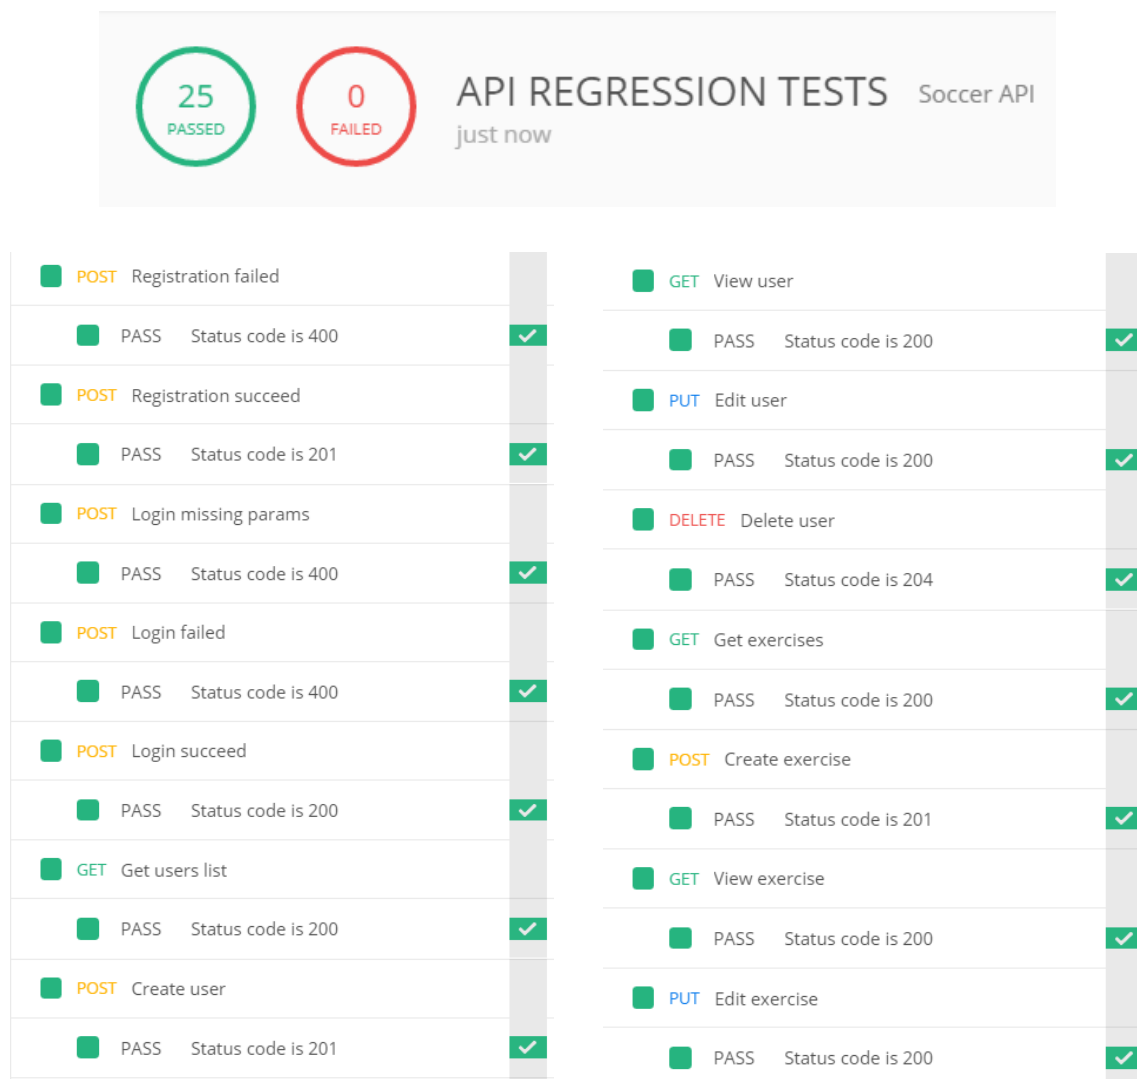 25
PASSED
0
FAILED
API REGRESSION TESTS Soccer API
just now
POST Registration failed
PASS Status code is 400
POST Registration succeed
PASS Status code is 201
POST Login missing params
PASS Status code is 400
POST Login failed
PASS Status code is 400
POST Login succeed
PASS Status code is 200
GET Get users list
PASS Status code is 200
POST Create user
PASS Status code is 201
GET View user
PASS Status code is 200
PUT Edit user
PASS Status code is 200
DELETE Delete user
PASS Status code is 204
GET Get exercises
PASS Status code is 200
POST Create exercise
PASS Status code is 201
GET View exercise
PASS Status code is 200
PUT Edit exercise
PASS Status code is 200